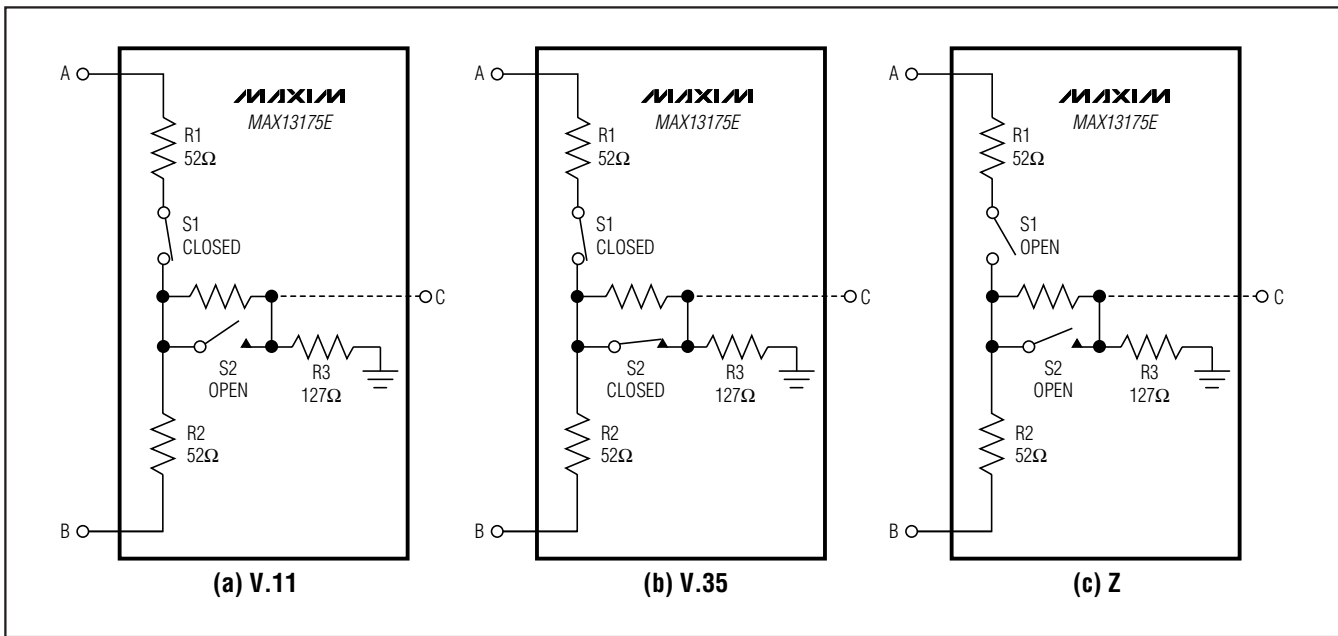 A
MAXIM
MAX13175E
R1
52Ω
S1
CLOSED
C
S2
OPEN
R3
127Ω
R2
52Ω
B
(a) V.11
A
MAXIM
MAX13175E
R1
52Ω
S1
CLOSED
C
S2
CLOSED
R3
127Ω
R2
52Ω
B
(b) V.35
A
MAXIM
MAX13175E
R1
52Ω
S1
OPEN
C
S2
OPEN
R3
127Ω
R2
52Ω
B
(c) Z